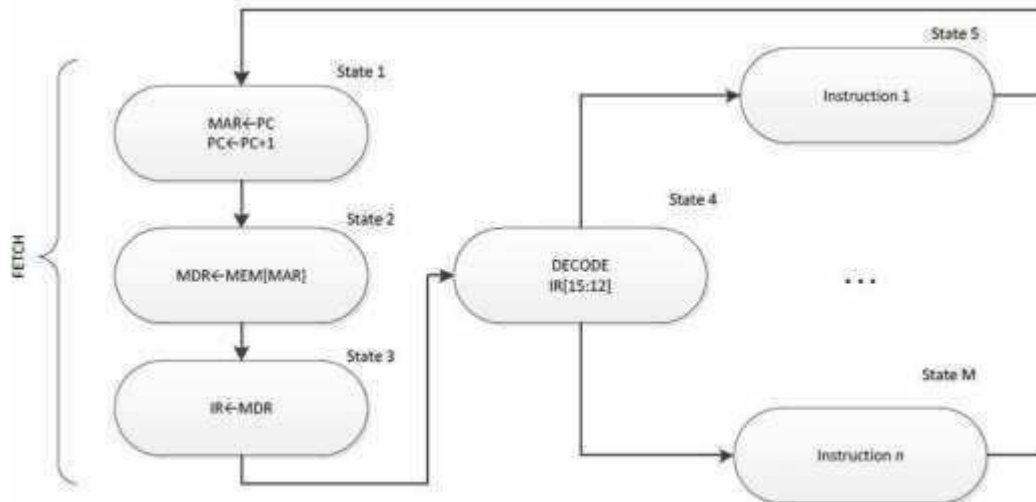 FETCH
State 1
MAR←PC
PC←PC+1
State 2
MDR←MEM[MAR]
State 3
IR←MDR
State 4
DECODE
IR[15:12]
State 5
Instruction 1
...
State M
Instruction n